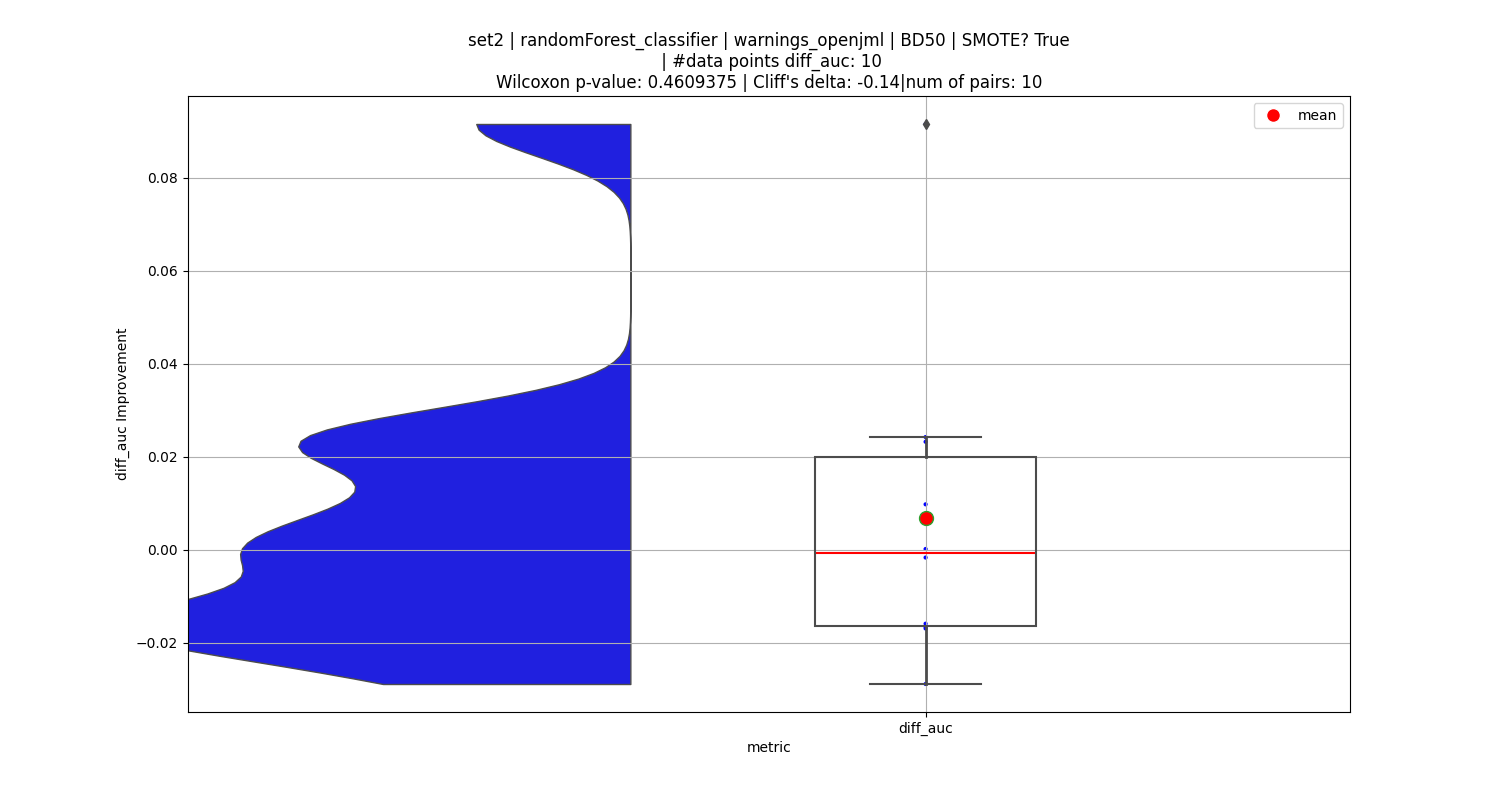 set2 | randomForest_classifier | warnings_openjml | BD50 | SMOTE? True
| #data points diff_auc: 10
Wilcoxon p-value: 0.4609375 | Cliff's delta: -0.14|num of pairs: 10
mean
0.08
0.06
0.04
0.02
0.00
−0.02
diff_auc Improvement
diff_auc
metric